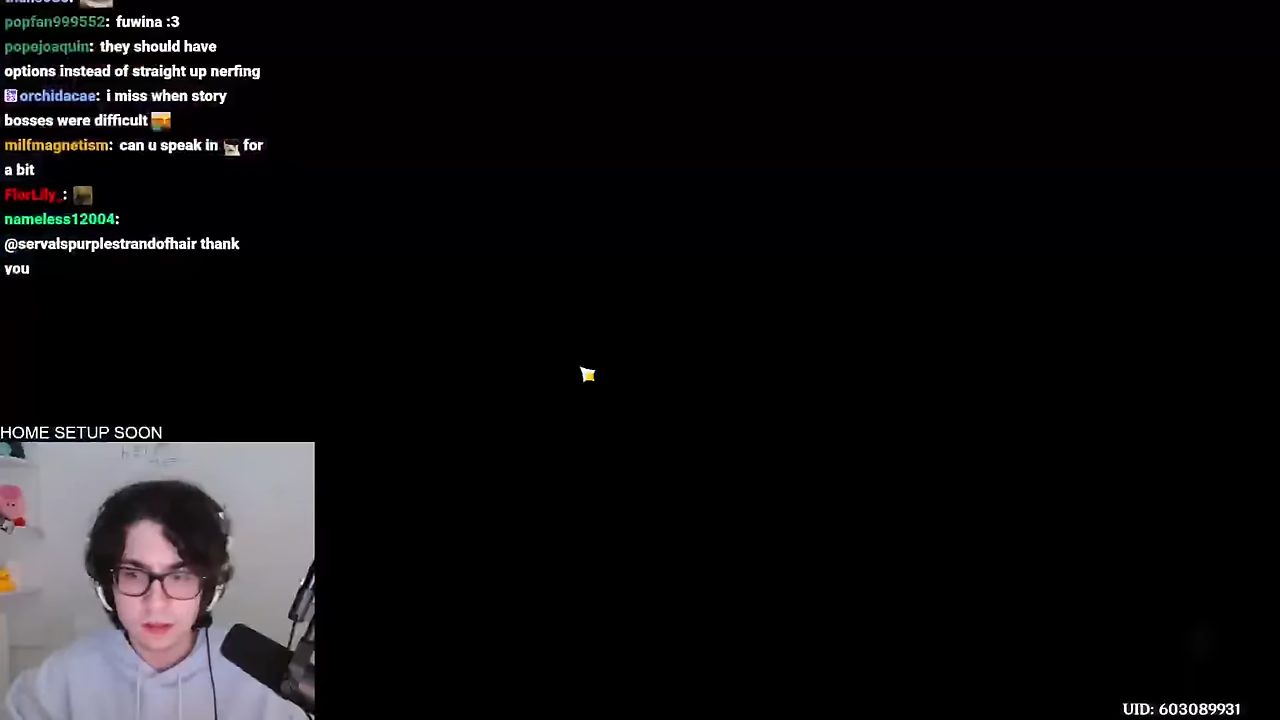 popfan999552: fuwina :3
popejoaquin: they should have
options instead of straight up nerfing
orchidacae: i miss when story
bosses were difficult
milfmagnetism: can u speak in for
a bit
FlorLily_:
nameless12004:
@servalspurplestrandofhair thank
you
HOME SETUP SOON
UID: 603089931